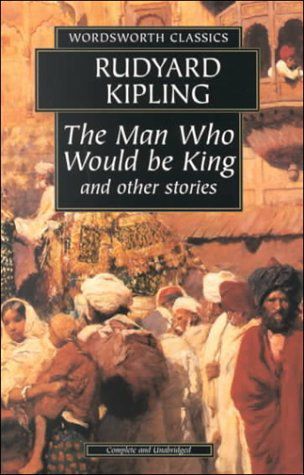 WORDSWORTH CLASSICS
RUDYARD
KIPLING
The Man Who
Would be King
and other stories
Complete and Unabridged